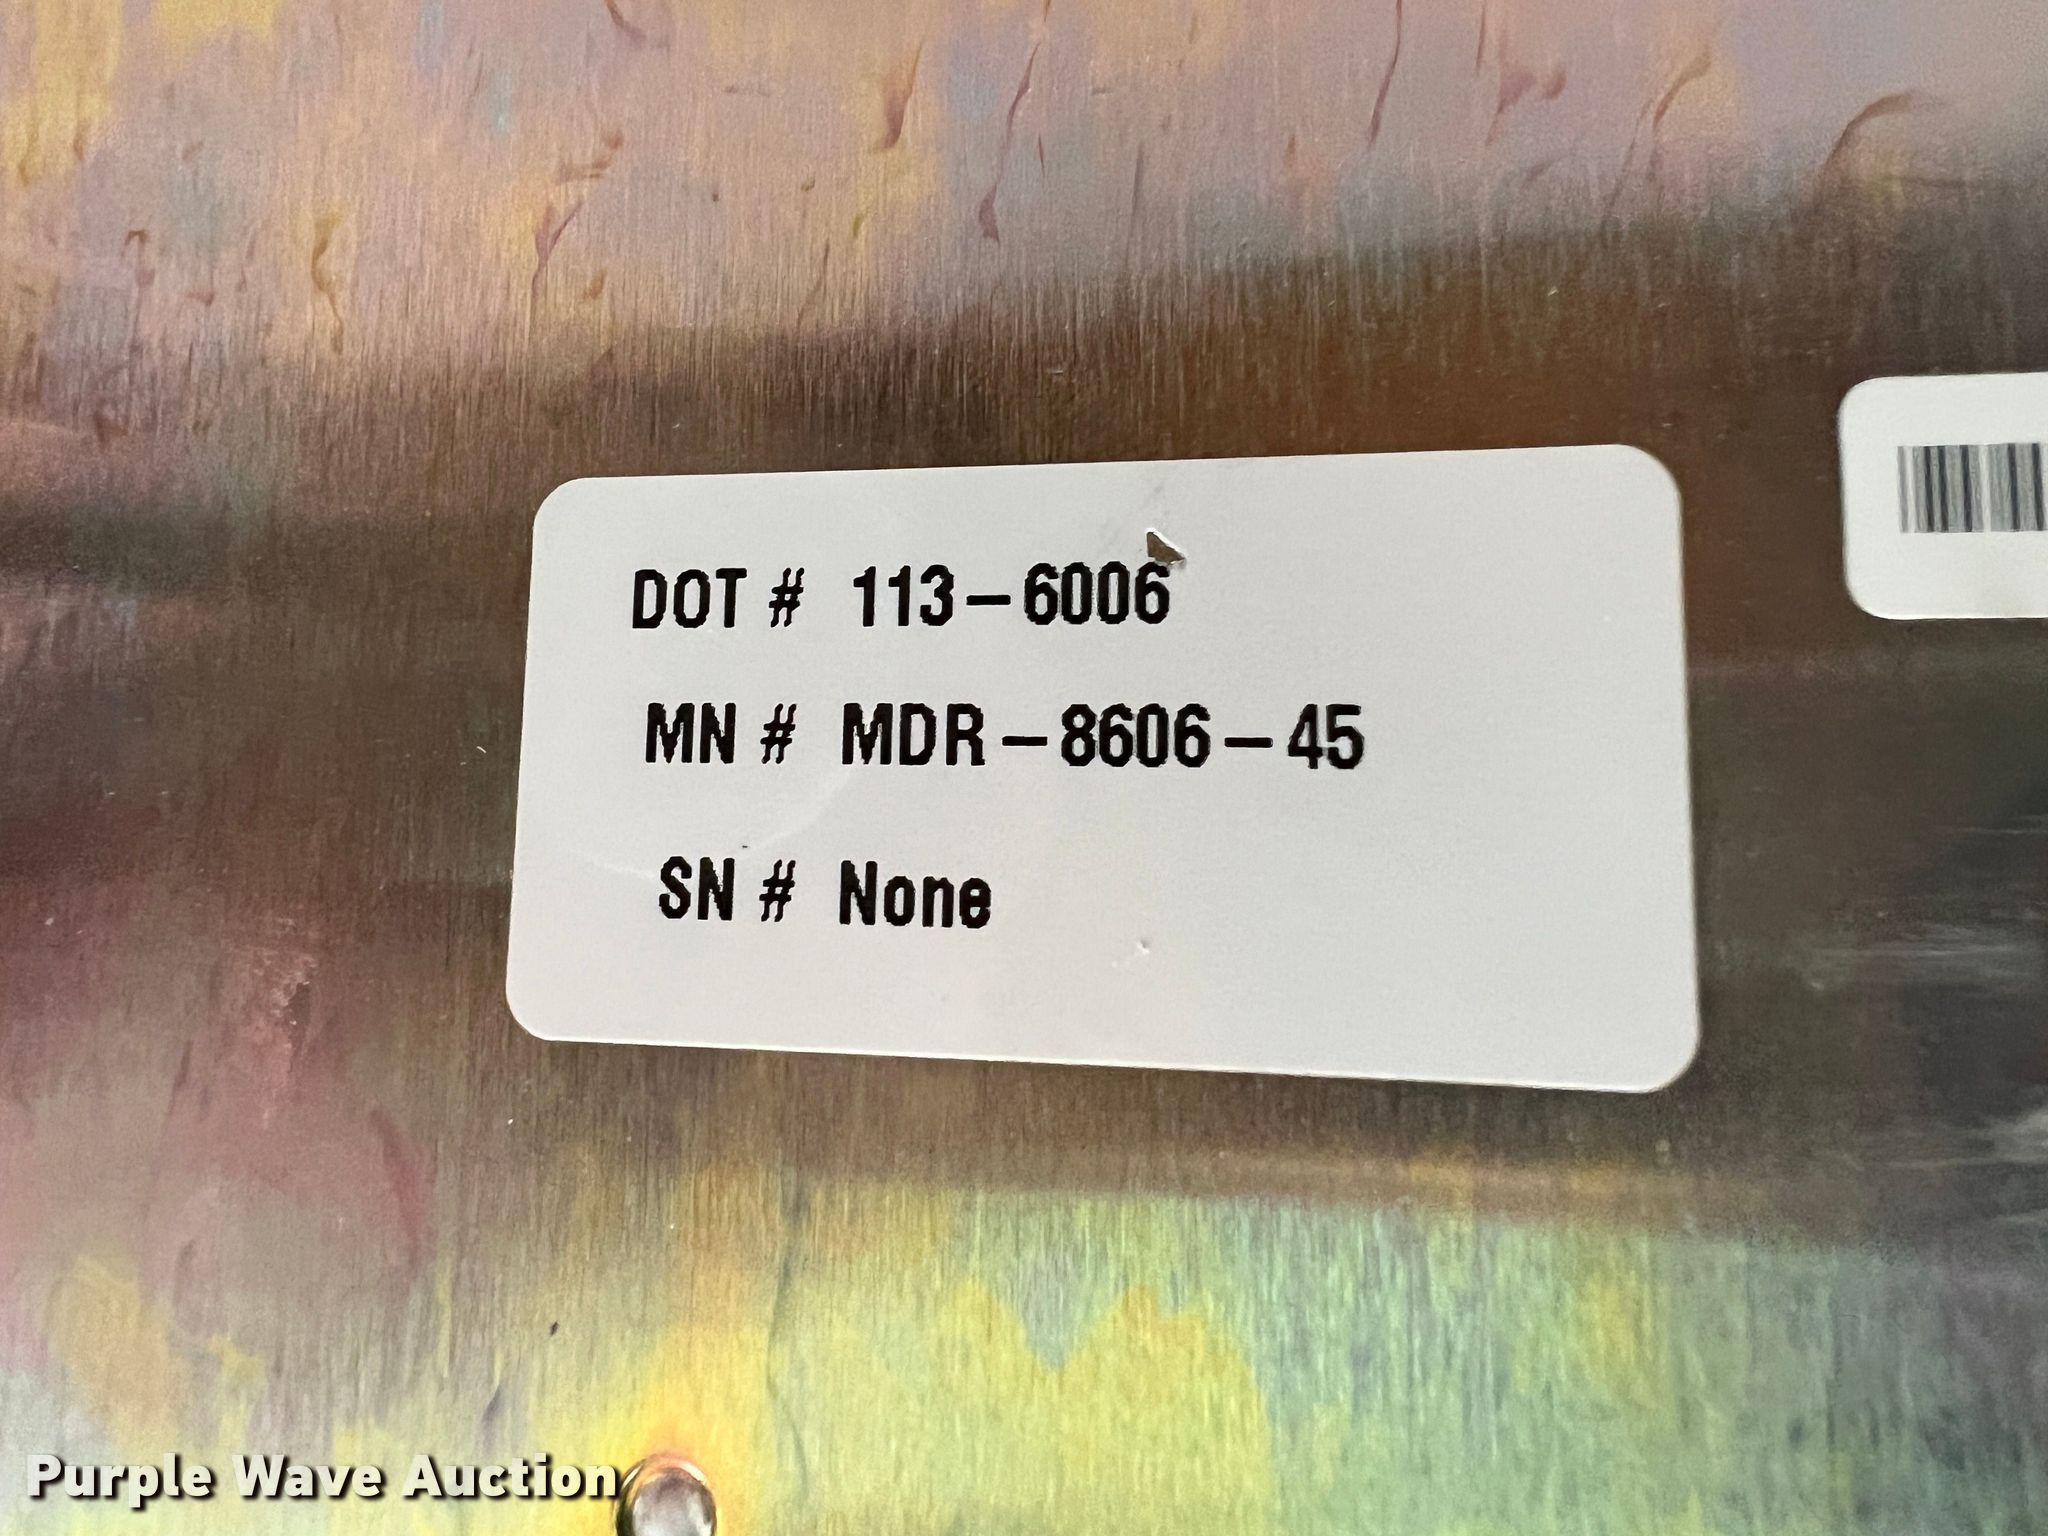 DOT # 113-6006
MN # MDR-8606-45
SN # None
Purple Wave Auction